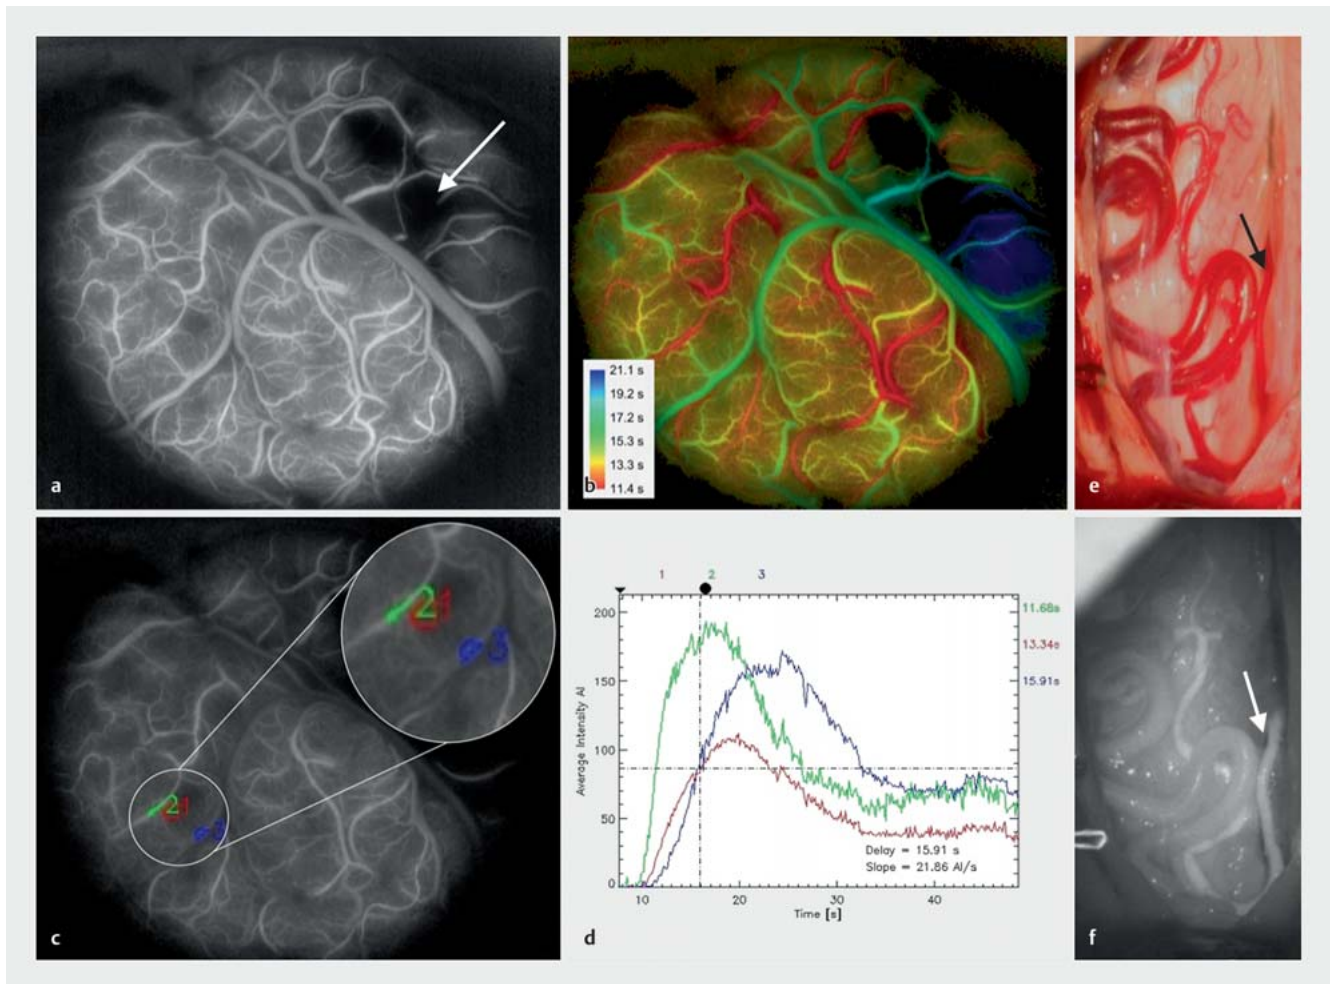 a
21.1 s
19.2 s
17.2 s
15.3 s
13.3 s
11.4 s
b
e
2
3
2
3
c
1 2 3
200
150
100
50
0
Average Intensity AI
11.68s
13.34s
15.91s
Delay = 15.91 s
Slope = 21.86 AI/s
10 20 30 40
Time [s]
d
f